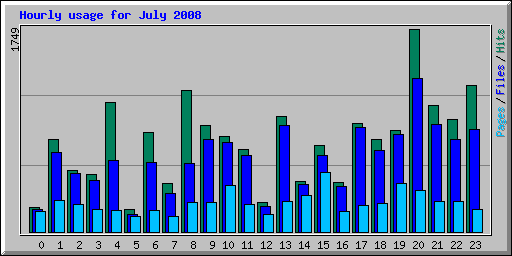 Hourly usage for July 2008
1749
Pages/Files/Hits
0 1 2 3 4 5 6 7 8 9 10 11 12 13 14 15 16 17 18 19 20 21 22 23